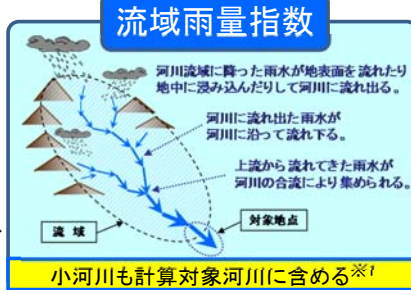 流域雨量指数
河川流域に降った雨水が地表面を流れたり
地中に浸み込んだりして河川に流れ出る。
河川に流れ出た雨水が
河川に沿って流れ下る。
上流から流れてきた雨水が
河川の合流により集められる。
流域
対象地点
小河川も計算対象河川に含める※1